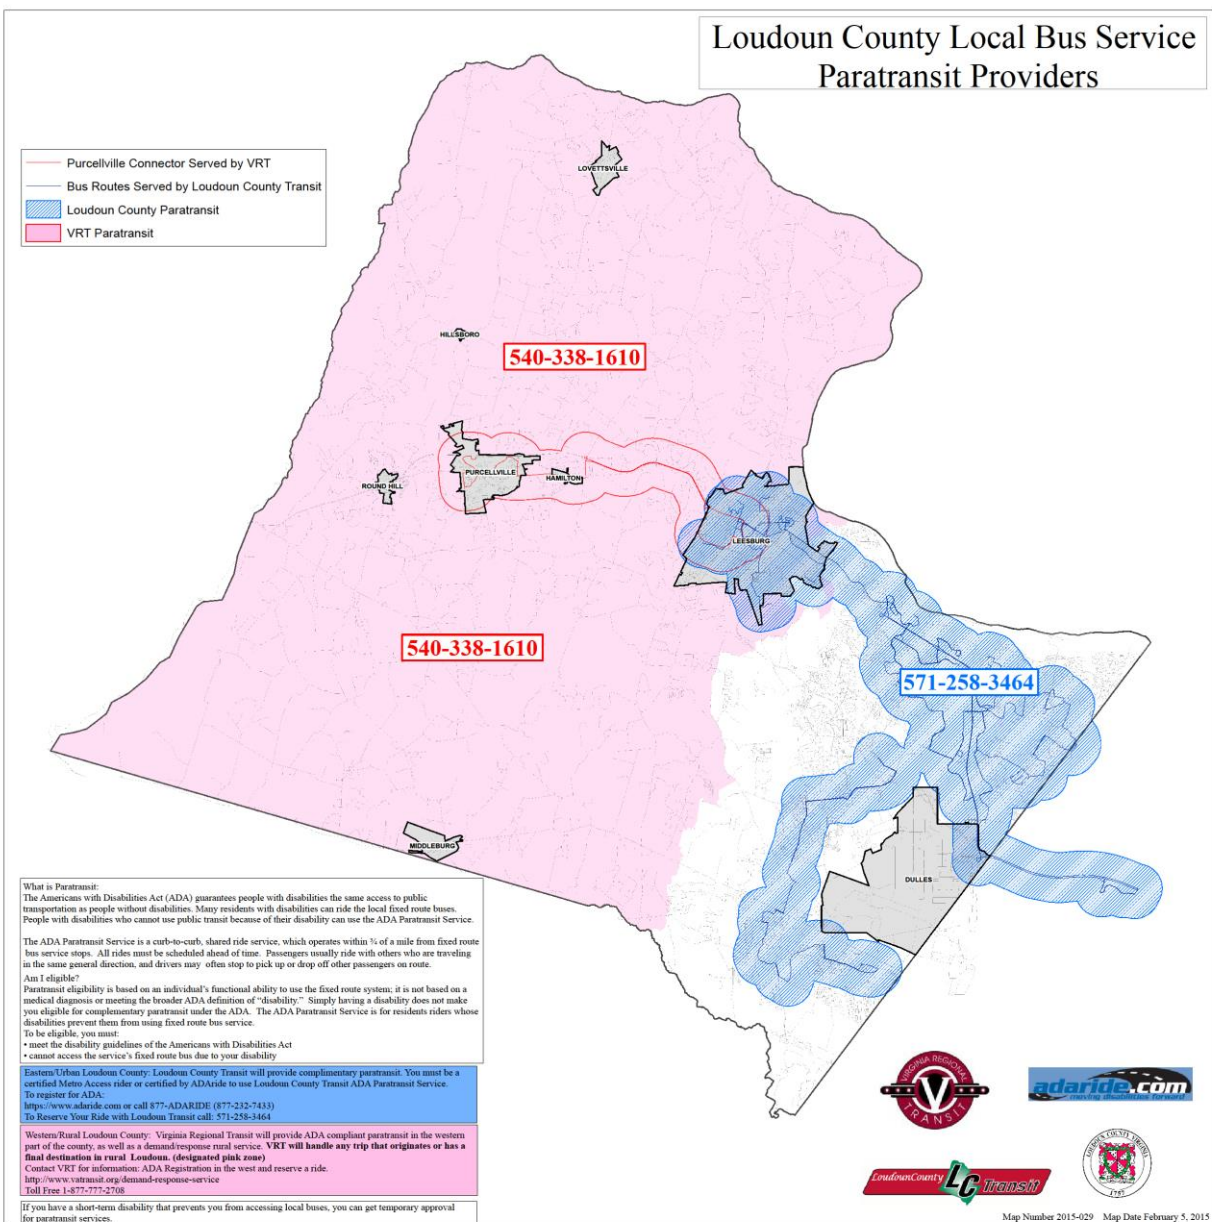 Loudoun County Local Bus Service
Paratransit Providers
Purcellville Connector Served by VRT
Bus Routes Served by Loudoun County Transit
Loudoun County Paratransit
VRT Paratransit
LOVETTSVILLE
HILLSBORO
540-338-1610
PURCELLVILLE
HAMILTON
ROUND HILL
LEESBURG
540-338-1610
571-258-3464
MIDDLEBURG
DULLES
What is Paratransit:
The Americans with Disabilities Act (ADA) guarantees people with disabilities the same access to public
transportation as people without disabilities. Many residents with disabilities can ride the local fixed route buses.
People with disabilities who cannot use public transit because of their disability can use the ADA Paratransit Service.
The ADA Paratransit Service is a curb-to-curb, shared ride service, which operates within ¾ of a mile from fixed route
bus service stops. All rides must be scheduled ahead of time. Passengers usually ride with others who are traveling
in the same general direction, and drivers may often stop to pick up or drop off other passengers on route.
Am I eligible?
Paratransit eligibility is based on an individual's functional ability to use the fixed route system; it is not based on a
medical diagnosis or meeting the broader ADA definition of "disability." Simply having a disability does not make
you eligible for complementary paratransit under the ADA. The ADA Paratransit Service is for residents riders whose
disabilities prevent them from using fixed route bus service.
To be eligible, you must:
• meet the disability guidelines of the Americans with Disabilities Act
• cannot access the service's fixed route bus due to your disability
Eastern/Urban Loudoun County: Loudoun County Transit will provide complimentary paratransit. You must be a
certified Metro Access rider or certified by ADAride to use Loudoun County Transit ADA Paratransit Service.
To register for ADA:
https://www.adaride.com or call 877-ADARIDE (877-232-7433)
To Reserve Your Ride with Loudoun Transit call: 571-258-3464
Western/Rural Loudoun County: Virginia Regional Transit will provide ADA compliant paratransit in the western
part of the county, as well as a demand/response rural service. VRT will handle any trip that originates or has a
final destination in rural Loudoun. (designated pink zone)
Contact VRT for information: ADA Registration in the west and reserve a ride.
http://www.vatransit.org/demand-response-service
Toll Free 1-877-777-2708
If you have a short-term disability that prevents you from accessing local buses, you can get temporary approval
for paratransit services.
VIRGINIA REGIONAL
V
TRANSIT
adaride.com
moving disabilities forward
LoudounCounty LC Transit
LOUDOUN COUNTY VIRGINIA
1757
Map Number 2015-029 Map Date February 5, 2015